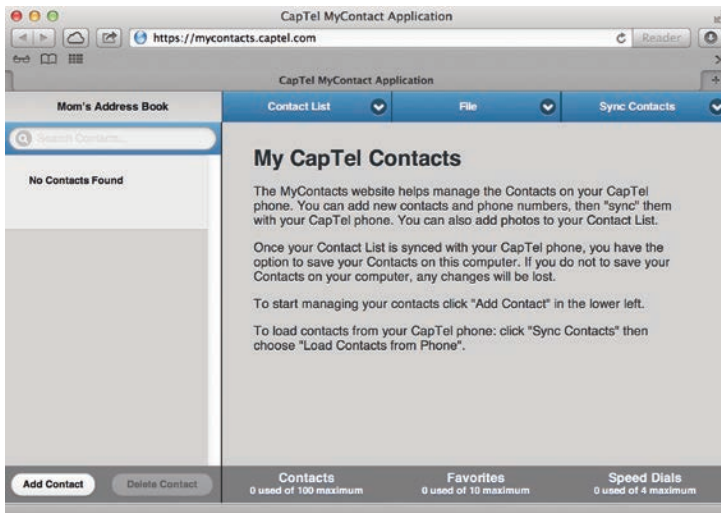 CapTel MyContact Application
https://mycontacts.captel.com
Reader
CapTel MyContact Application
Mom's Address Book
Contact List
File
Sync Contacts
Search Contacts...
No Contacts Found
My CapTel Contacts
The MyContacts website helps manage the Contacts on your CapTel
phone. You can add new contacts and phone numbers, then "sync" them
with your CapTel phone. You can also add photos to your Contact List.
Once your Contact List is synced with your CapTel phone, you have the
option to save your Contacts on this computer. If you do not to save your
Contacts on your computer, any changes will be lost.
To start managing your contacts click "Add Contact" in the lower left.
To load contacts from your CapTel phone: click "Sync Contacts" then
choose "Load Contacts from Phone".
Add Contact
Delete Contact
Contacts
0 used of 100 maximum
Favorites
0 used of 10 maximum
Speed Dials
0 used of 4 maximum